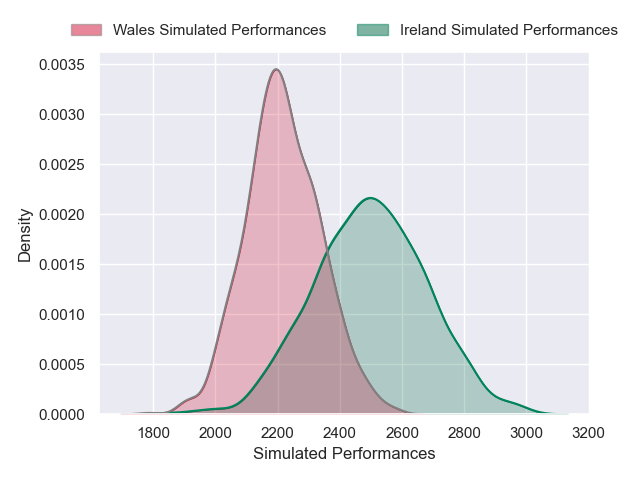 Wales Simulated Performances
Ireland Simulated Performances
0.0035
0.0030
0.0025
0.0020
0.0015
0.0010
0.0005
0.0000
Density
1800 2000 2200 2400 2600 2800 3000 3200
Simulated Performances